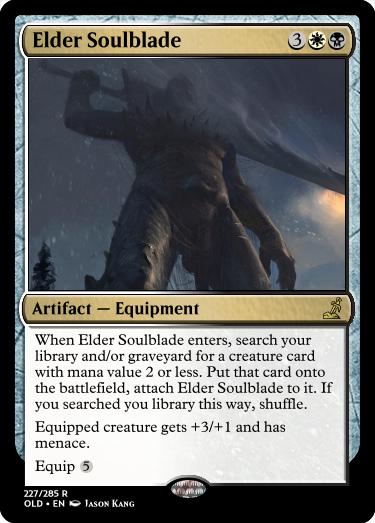 Elder Soulblade 3
Artifact — Equipment
When Elder Soulblade enters, search your
library and/or graveyard for a creature card
with mana value 2 or less. Put that card onto
the battlefield, attach Elder Soulblade to it. If
you searched you library this way, shuffle.
Equipped creature gets +3/+1 and has
menace.
Equip 5
227/285 R
OLD • EN JASON KANG